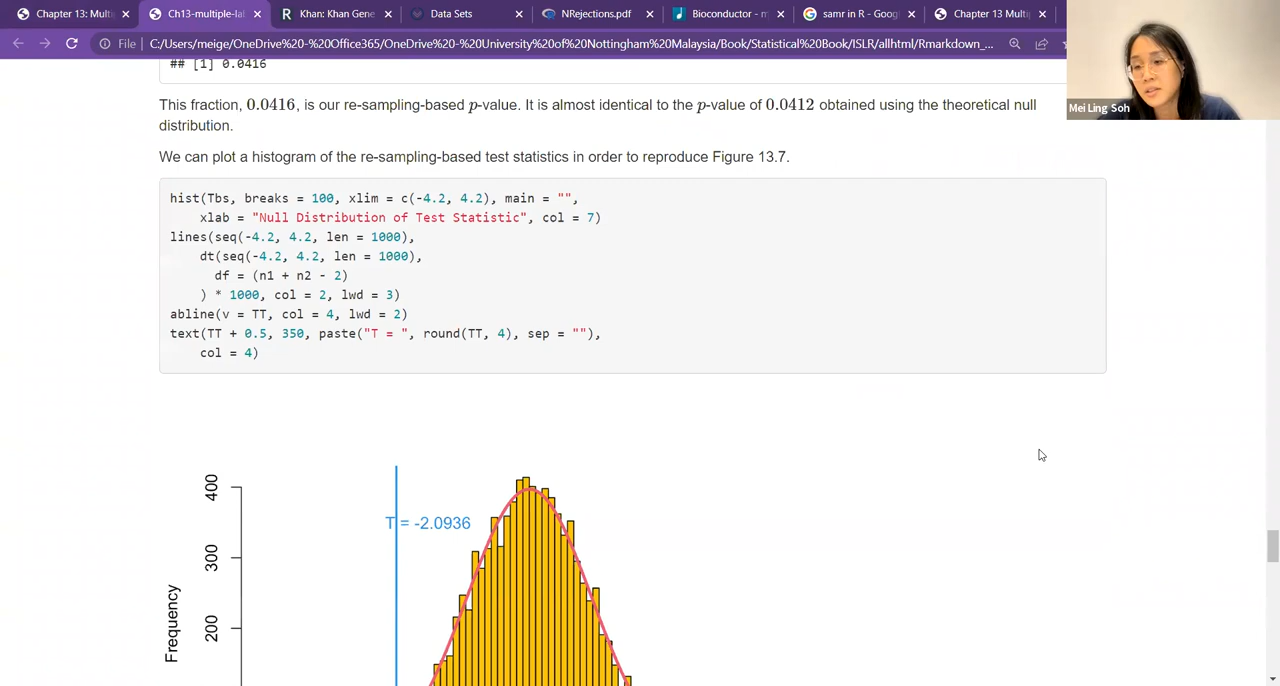 Chapter 13: Multi
Ch13-multiple-la
Khan: Khan Gene
Data Sets
NRejections.pdf
Bioconductor - m
samr in R - Goog
Chapter 13 Multi
File
C:/Users/meige/OneDrive%20-%20Office365/OneDrive%20-%20University%20of%20Nottingham%20Malaysia/Book/Statistical%20Book/ISLR/allhtml/Rmarkdown_...
## [1] 0.0416
Mei Ling Soh
This fraction, 0.0416, is our re-sampling-based p-value. It is almost identical to the p-value of 0.0412 obtained using the theoretical null
distribution.
We can plot a histogram of the re-sampling-based test statistics in order to reproduce Figure 13.7.
hist(Tbs, breaks = 100, xlim = c(-4.2, 4.2), main = "",
xlab = "Null Distribution of Test Statistic", col = 7)
lines(seq(-4.2, 4.2, len = 1000),
dt(seq(-4.2, 4.2, len = 1000),
df = (n1 + n2 - 2)
) * 1000, col = 2, lwd = 3)
abline(v = TT, col = 4, lwd = 2)
text(TT + 0.5, 350, paste("T = ", round(TT, 4), sep = ""),
col = 4)
400
T = -2.0936
300
Frequency
200